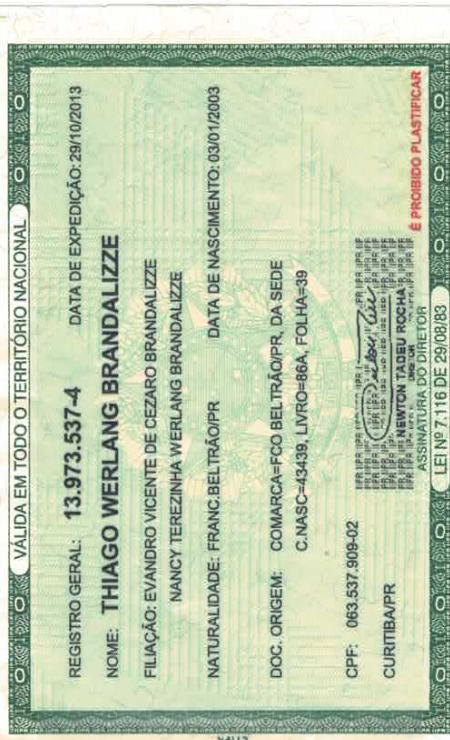 VÁLIDA EM TODO O TERRITÓRIO NACIONAL
REGISTRO GERAL: 13.973.537-4 DATA DE EXPEDIÇÃO: 29/10/2013
NOME: THIAGO WERLANG BRANDALIZZE
FILIAÇÃO: EVANDRO VICENTE DE CEZARO BRANDALIZZE
NANCY TEREZINHA WERLANG BRANDALIZZE
NATURALIDADE: FRANC.BELTRÃO/PR DATA DE NASCIMENTO: 03/01/2003
DOC. ORIGEM: COMARCA=FCO BELTRÃO/PR, DA SEDE
C.NASC=43439, LIVRO=86A, FOLHA=39
CPF: 063.537.909-02
CURITIBA/PR
NEWTON TADEU ROCHA
DIRETOR
ASSINATURA DO DIRETOR
É PROIBIDO PLASTIFICAR
LEI Nº 7.116 DE 29/08/83